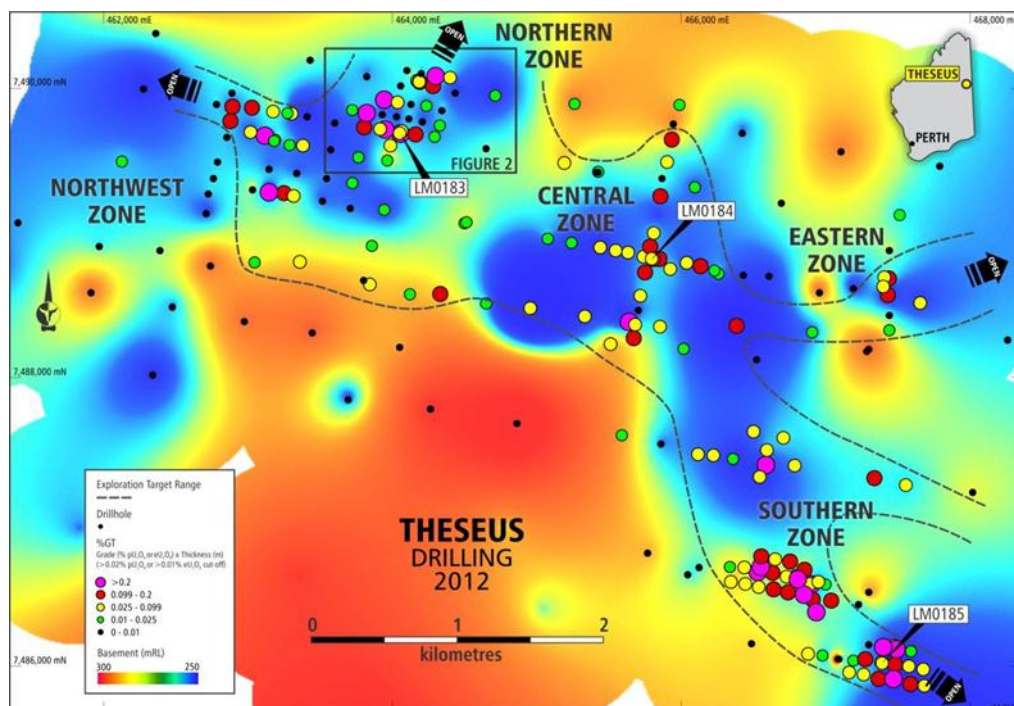 462,000 mE
464,000 mE
466,000 mE
468,000 mE
OPEN
NORTHERN
ZONE
THESEUS
PERTH
7,490,000 mN
OPEN
FIGURE 2
LM0183
NORTHWEST
ZONE
CENTRAL
ZONE
LM0184
EASTERN
ZONE
OPEN
7,488,000 mN
Exploration Target Range
Drillhole
%GT
Grade (% pU₃O₈ or eU₃O₈) x Thickness (m)
(>0.02% pU₃O₈ or >0.01% eU₃O₈ cut-off)
>0.2
0.099 - 0.2
0.025 - 0.099
0.01 - 0.025
0 - 0.01
Basement (mRL)
300
250
THESEUS
DRILLING
2012
0
1
2
kilometres
SOUTHERN
ZONE
LM0185
7,486,000 mN
OPEN